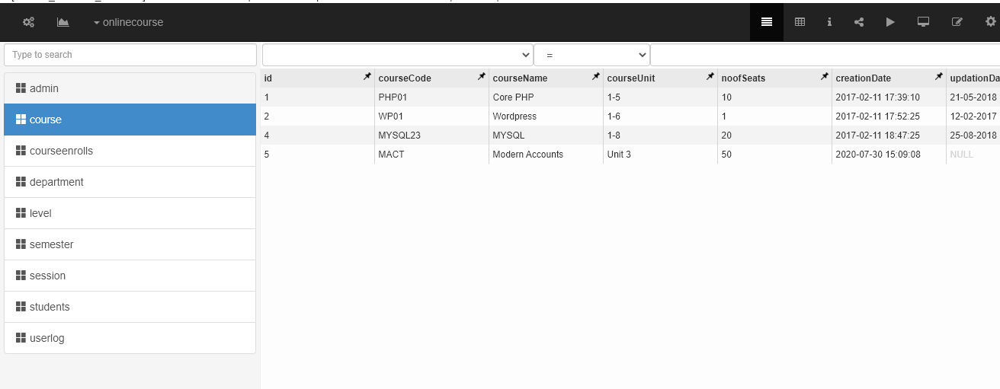 onlinecourse
Type to search
=
admin
course
courseenrolls
department
level
semester
session
students
userlog
id courseCode courseName courseUnit noofSeats creationDate updationDa
1 PHP01 Core PHP 1-5 10 2017-02-11 17:39:10 21-05-2018
2 WP01 Wordpress 1-6 1 2017-02-11 17:52:25 12-02-2017
4 MYSQL23 MYSQL 1-8 20 2017-02-11 18:47:25 25-08-2018
5 MACT Modern Accounts Unit 3 50 2020-07-30 15:09:08 NULL